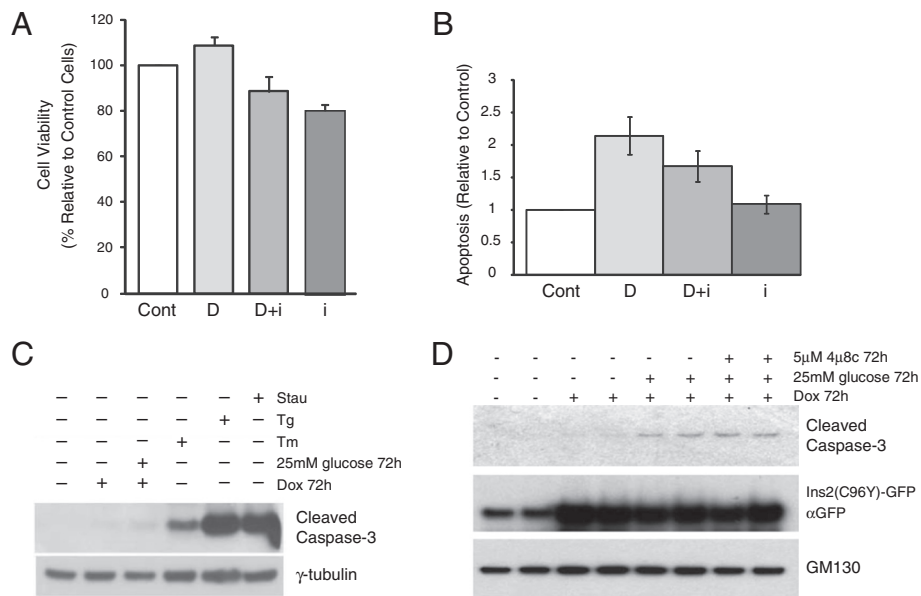 A
120
100
80
60
40
20
0
Cell Viability
(% Relative to Control Cells)
Cont D D+i i
B
3
2.5
2
1.5
1
0.5
0
Apoptosis (Relative to Control)
Cont D D+i i
C
– – – – – + Stau
– – – – + – Tg
– – – + – – Tm
– – + – – – 25mM glucose 72h
– + + – – – Dox 72h
Cleaved
Caspase-3
γ-tubulin
D
- - - - - - + + 5μM 4μ8c 72h
- - - - + + + + 25mM glucose 72h
- - + + + + + + Dox 72h
Cleaved
Caspase-3
Ins2(C96Y)-GFP
αGFP
GM130